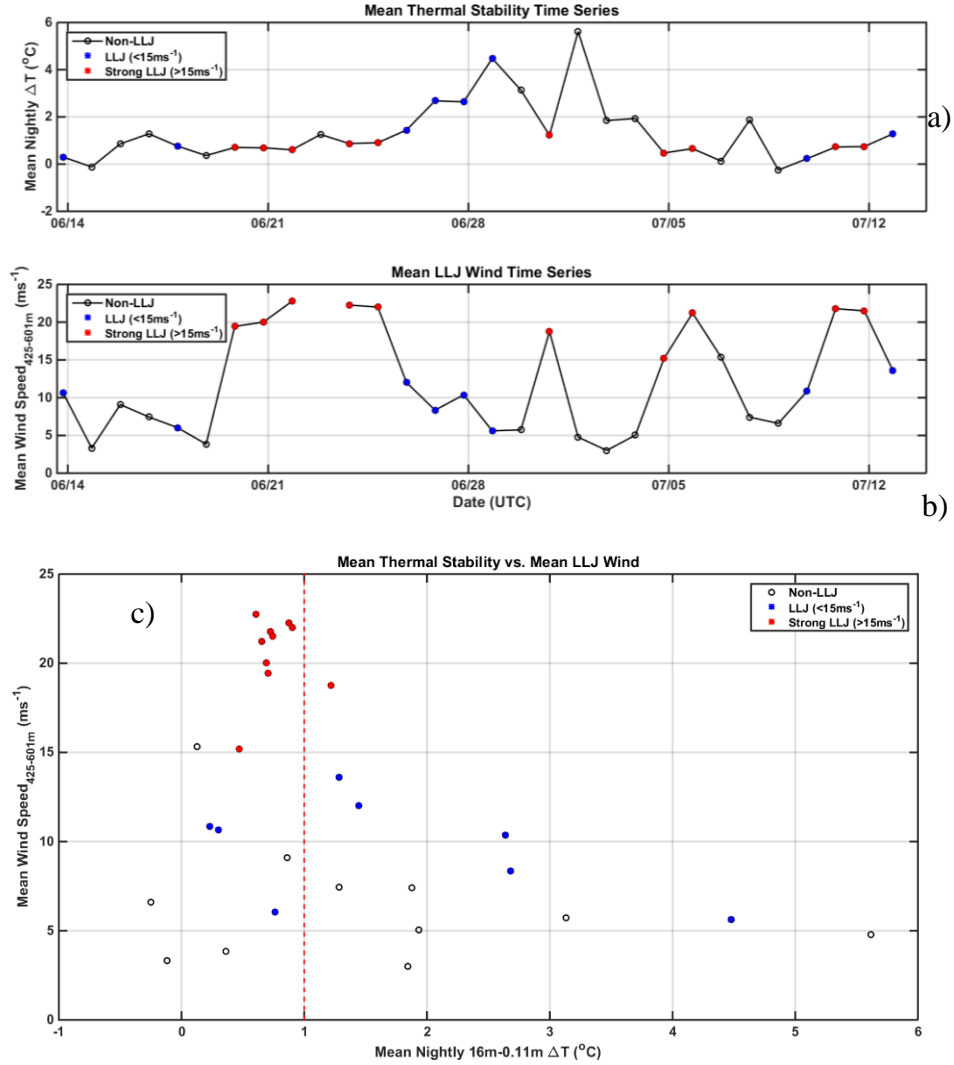 Mean Thermal Stability Time Series
Mean Nightly ΔT (°C)
6
4
2
0
-2
Non-LLJ
LLJ (<15ms⁻¹)
Strong LLJ (>15ms⁻¹)
a)
06/14 06/21 06/28 07/05 07/12
Mean LLJ Wind Time Series
Mean Wind Speed₄₂₅₋₆₀₁ₘ (ms⁻¹)
25
20
15
10
5
0
Non-LLJ
LLJ (<15ms⁻¹)
Strong LLJ (>15ms⁻¹)
06/14 06/21 06/28 07/05 07/12
Date (UTC)
b)
Mean Thermal Stability vs. Mean LLJ Wind
Mean Wind Speed₄₂₅₋₆₀₁ₘ (ms⁻¹)
25
20
15
10
5
0
c)
Non-LLJ
LLJ (<15ms⁻¹)
Strong LLJ (>15ms⁻¹)
-1 0 1 2 3 4 5 6
Mean Nightly 16m-0.11m ΔT (°C)